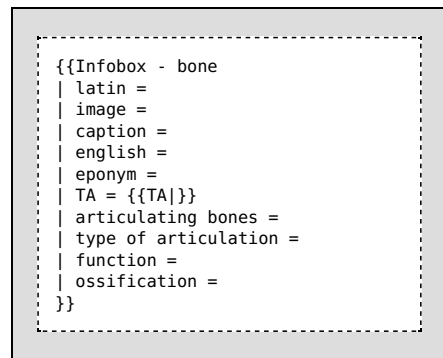 {{Infobox - bone
| latin =
| image =
| caption =
| english =
| eponym =
| TA = {{TA|}}
| articulating bones =
| type of articulation =
| function =
| ossification =
}}